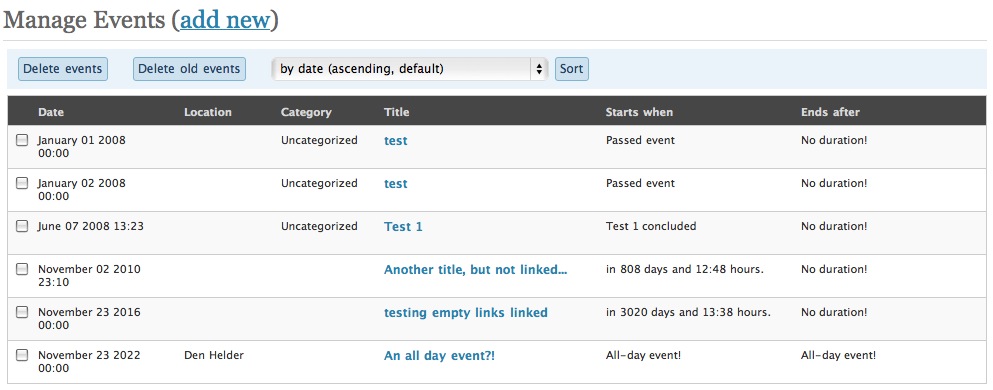 Manage Events (add new)
Delete events Delete old events by date (ascending, default) Sort
Date Location Category Title Starts when Ends after
January 01 2008 Uncategorized test Passed event No duration!
00:00
January 02 2008 Uncategorized test Passed event No duration!
00:00
June 07 2008 13:23 Uncategorized Test 1 Test 1 concluded No duration!
November 02 2010 Another title, but not linked... in 808 days and 12:48 hours. No duration!
23:10
November 23 2016 testing empty links linked in 3020 days and 13:38 hours. No duration!
00:00
November 23 2022 Den Helder An all day event?! All-day event! All-day event!
00:00